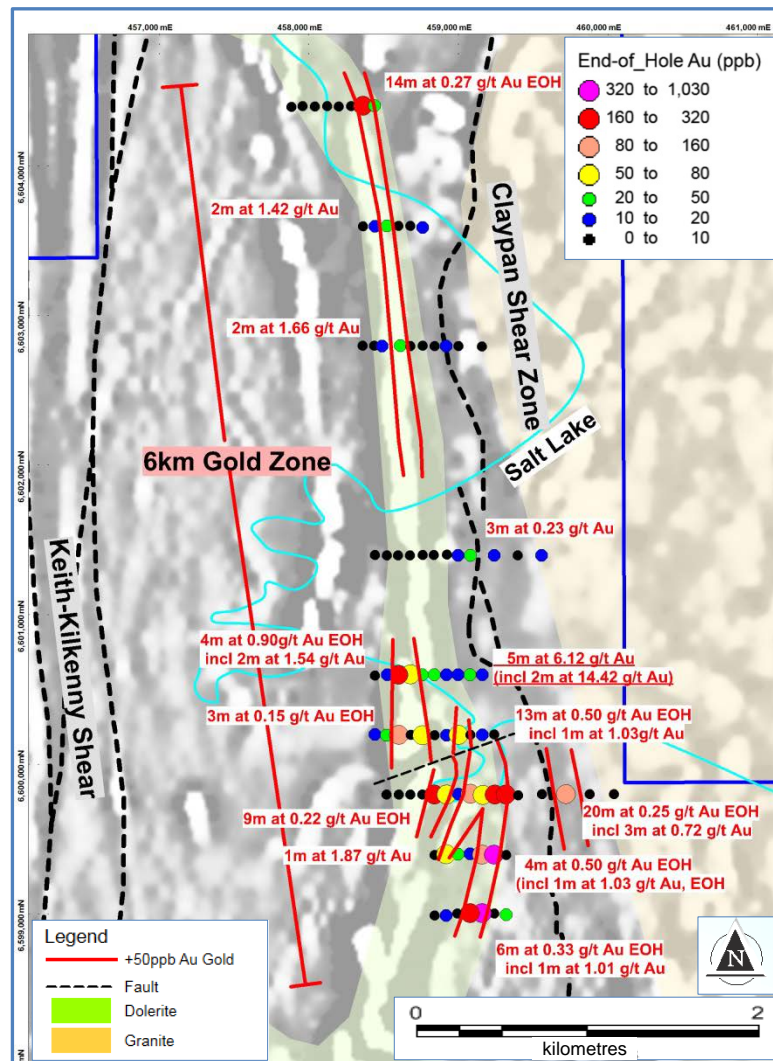 457,000 mE
458,000 mE
459,000 mE
460,000 mE
461,000 mE
End-of_Hole Au (ppb)
320 to 1,030
160 to 320
80 to 160
50 to 80
20 to 50
10 to 20
0 to 10
14m at 0.27 g/t Au EOH
6,604,000 mN
2m at 1.42 g/t Au
Claypan Shear Zone
6,603,000 mN
2m at 1.66 g/t Au
6km Gold Zone
Salt Lake
6,602,000 mN
3m at 0.23 g/t Au
Keith-Kilkenny Shear
6,601,000 mN
4m at 0.90g/t Au EOH
incl 2m at 1.54 g/t Au
5m at 6.12 g/t Au
(incl 2m at 14.42 g/t Au)
3m at 0.15 g/t Au EOH
13m at 0.50 g/t Au EOH
incl 1m at 1.03g/t Au
6,600,000 mN
9m at 0.22 g/t Au EOH
20m at 0.25 g/t Au EOH
incl 3m at 0.72 g/t Au
1m at 1.87 g/t Au
4m at 0.50 g/t Au EOH
(incl 1m at 1.03 g/t Au, EOH
6,599,000 mN
6m at 0.33 g/t Au EOH
incl 1m at 1.01 g/t Au
Legend
+50ppb Au Gold
Fault
Dolerite
Granite
N
0
2
kilometres